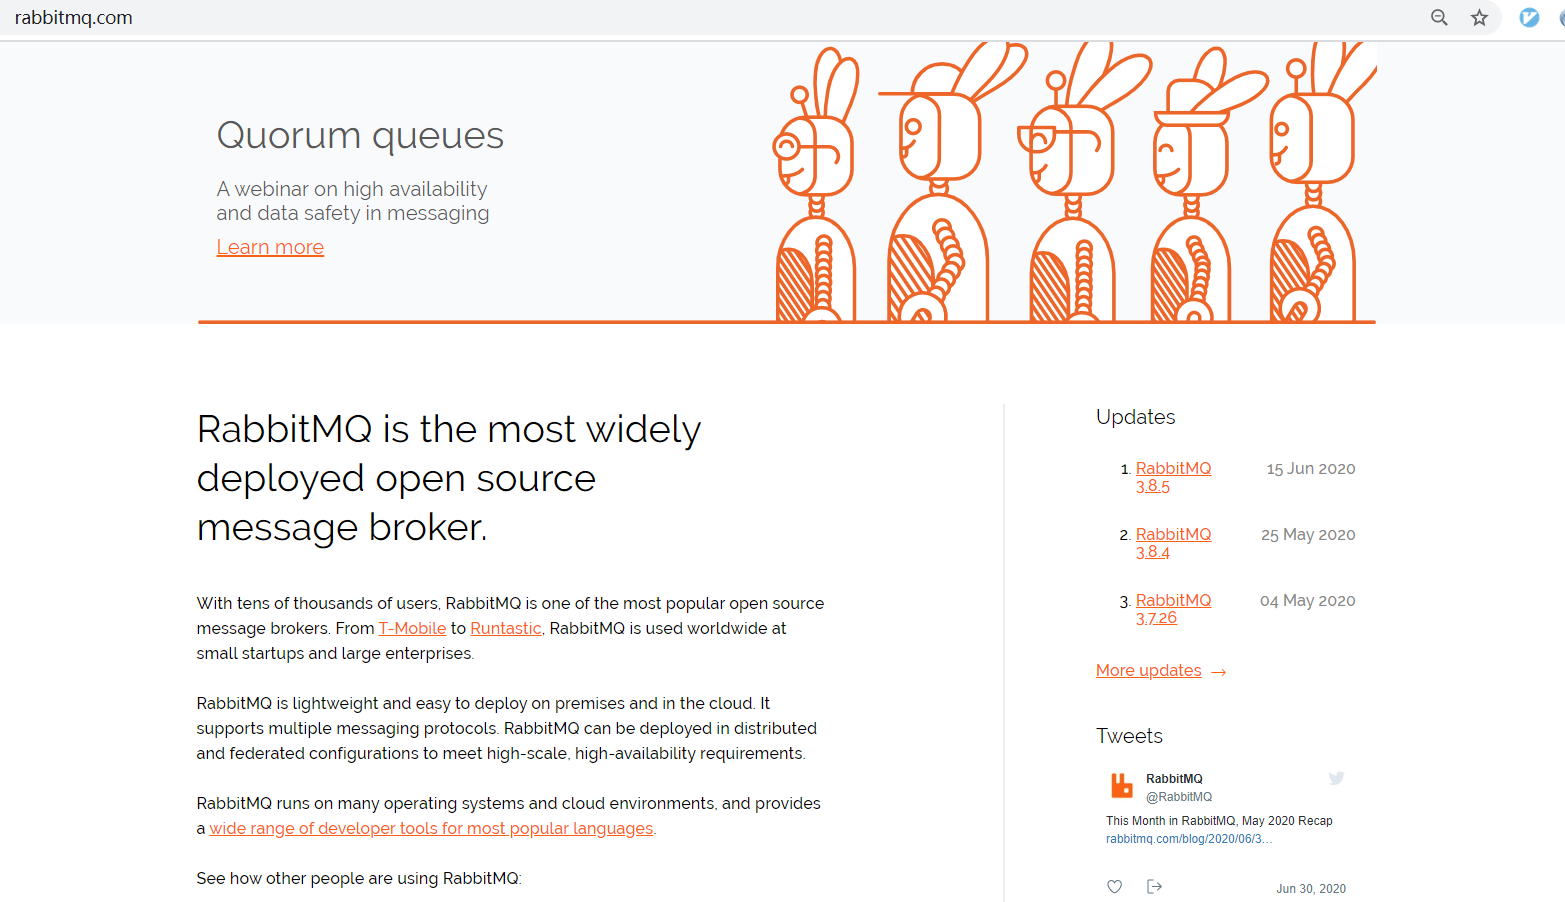 rabbitmq.com
Quorum queues
A webinar on high availability
and data safety in messaging
Learn more
RabbitMQ is the most widely
deployed open source
message broker.
With tens of thousands of users, RabbitMQ is one of the most popular open source
message brokers. From T-Mobile to Runtastic, RabbitMQ is used worldwide at
small startups and large enterprises.
RabbitMQ is lightweight and easy to deploy on premises and in the cloud. It
supports multiple messaging protocols. RabbitMQ can be deployed in distributed
and federated configurations to meet high-scale, high-availability requirements.
RabbitMQ runs on many operating systems and cloud environments, and provides
a wide range of developer tools for most popular languages.
See how other people are using RabbitMQ:
Updates
1. RabbitMQ 15 Jun 2020
3.8.5
2. RabbitMQ 25 May 2020
3.8.4
3. RabbitMQ 04 May 2020
3.7.26
More updates →
Tweets
RabbitMQ
@RabbitMQ
This Month in RabbitMQ, May 2020 Recap
rabbitmq.com/blog/2020/06/3…
Jun 30, 2020